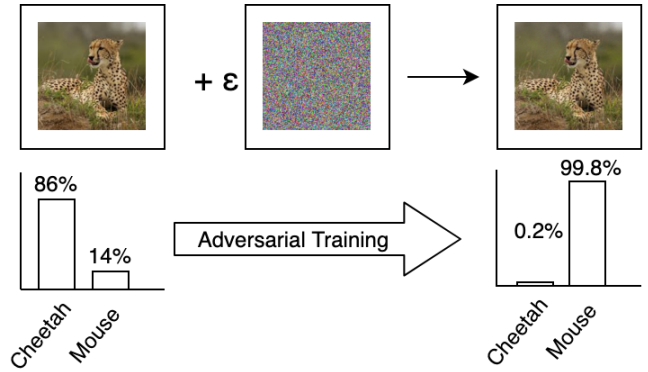 + ε
86%
14%
Cheetah
Mouse
Adversarial Training
99.8%
0.2%
Cheetah
Mouse